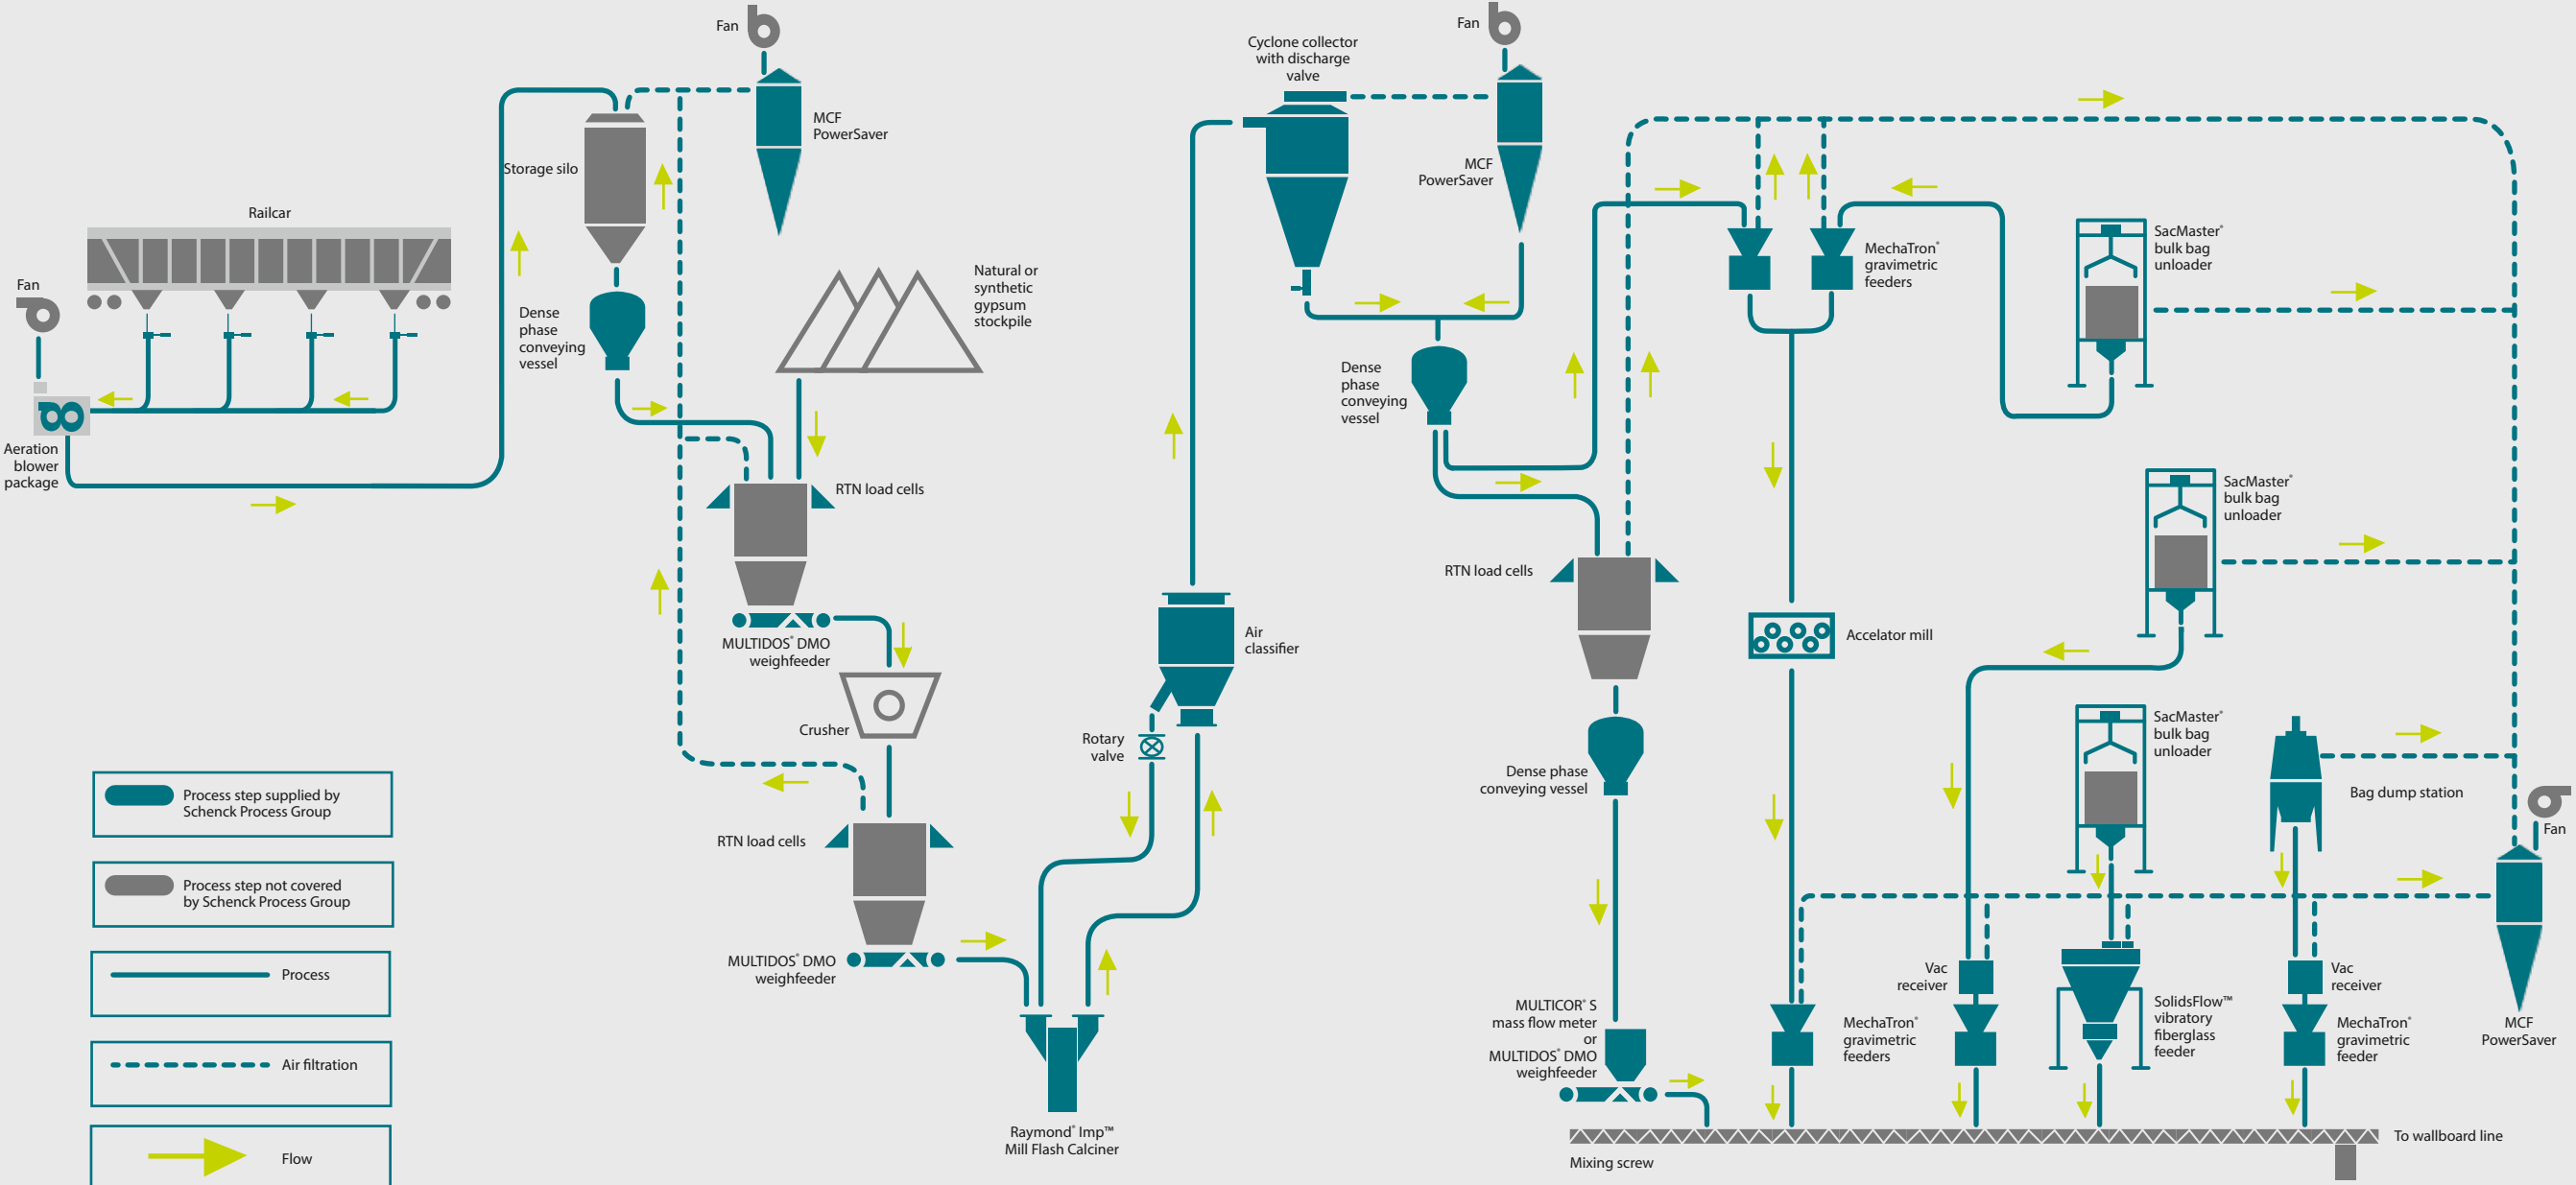 Fan
MCF
PowerSaver
Storage silo
Railcar
Fan
Aeration
blower
package
Dense
phase
conveying
vessel
Natural or
synthetic
gypsum
stockpile
RTN load cells
MULTIDOS® DMO
weighfeeder
Crusher
RTN load cells
MULTIDOS® DMO
weighfeeder
Raymond® Imp™
Mill Flash Calciner
Rotary
valve
Air
classifier
Cyclone collector
with discharge
valve
Fan
MCF
PowerSaver
Dense
phase
conveying
vessel
RTN load cells
Dense phase
conveying vessel
MULTICOR® S
mass flow meter
or
MULTIDOS® DMO
weighfeeder
Mixing screw
MechaTron®
gravimetric
feeders
Accelator mill
MechaTron®
gravimetric
feeders
SacMaster®
bulk bag
unloader
SacMaster®
bulk bag
unloader
SacMaster®
bulk bag
unloader
Bag dump station
Vac
receiver
SolidsFlow™
vibratory
fiberglass
feeder
Vac
receiver
MechaTron®
gravimetric
feeder
Fan
MCF
PowerSaver
To wallboard line
Process step supplied by
Schenck Process Group
Process step not covered
by Schenck Process Group
Process
Air filtration
Flow